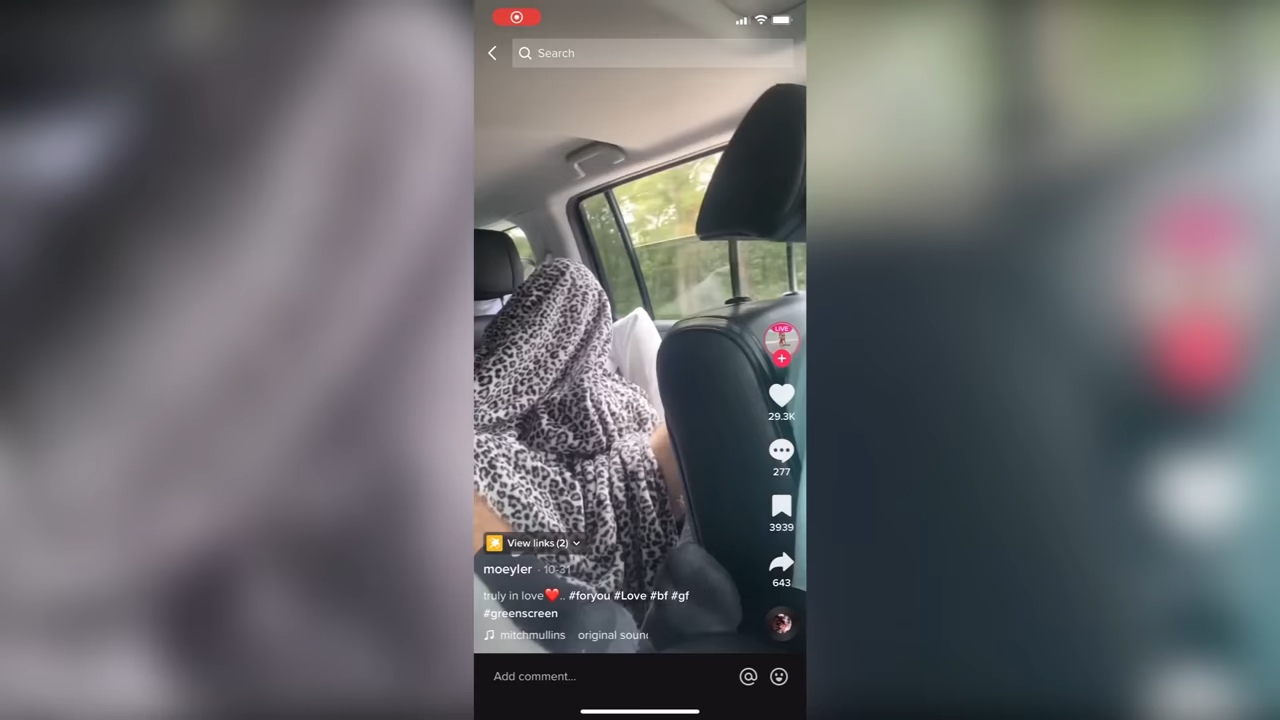 Search
LIVE
29.3K
277
3939
643
View links (2)
moeyler · 10-31
truly in love❤️.. #foryou #Love #bf #gf
#greenscreen
mitchmullins original soun
Add comment...